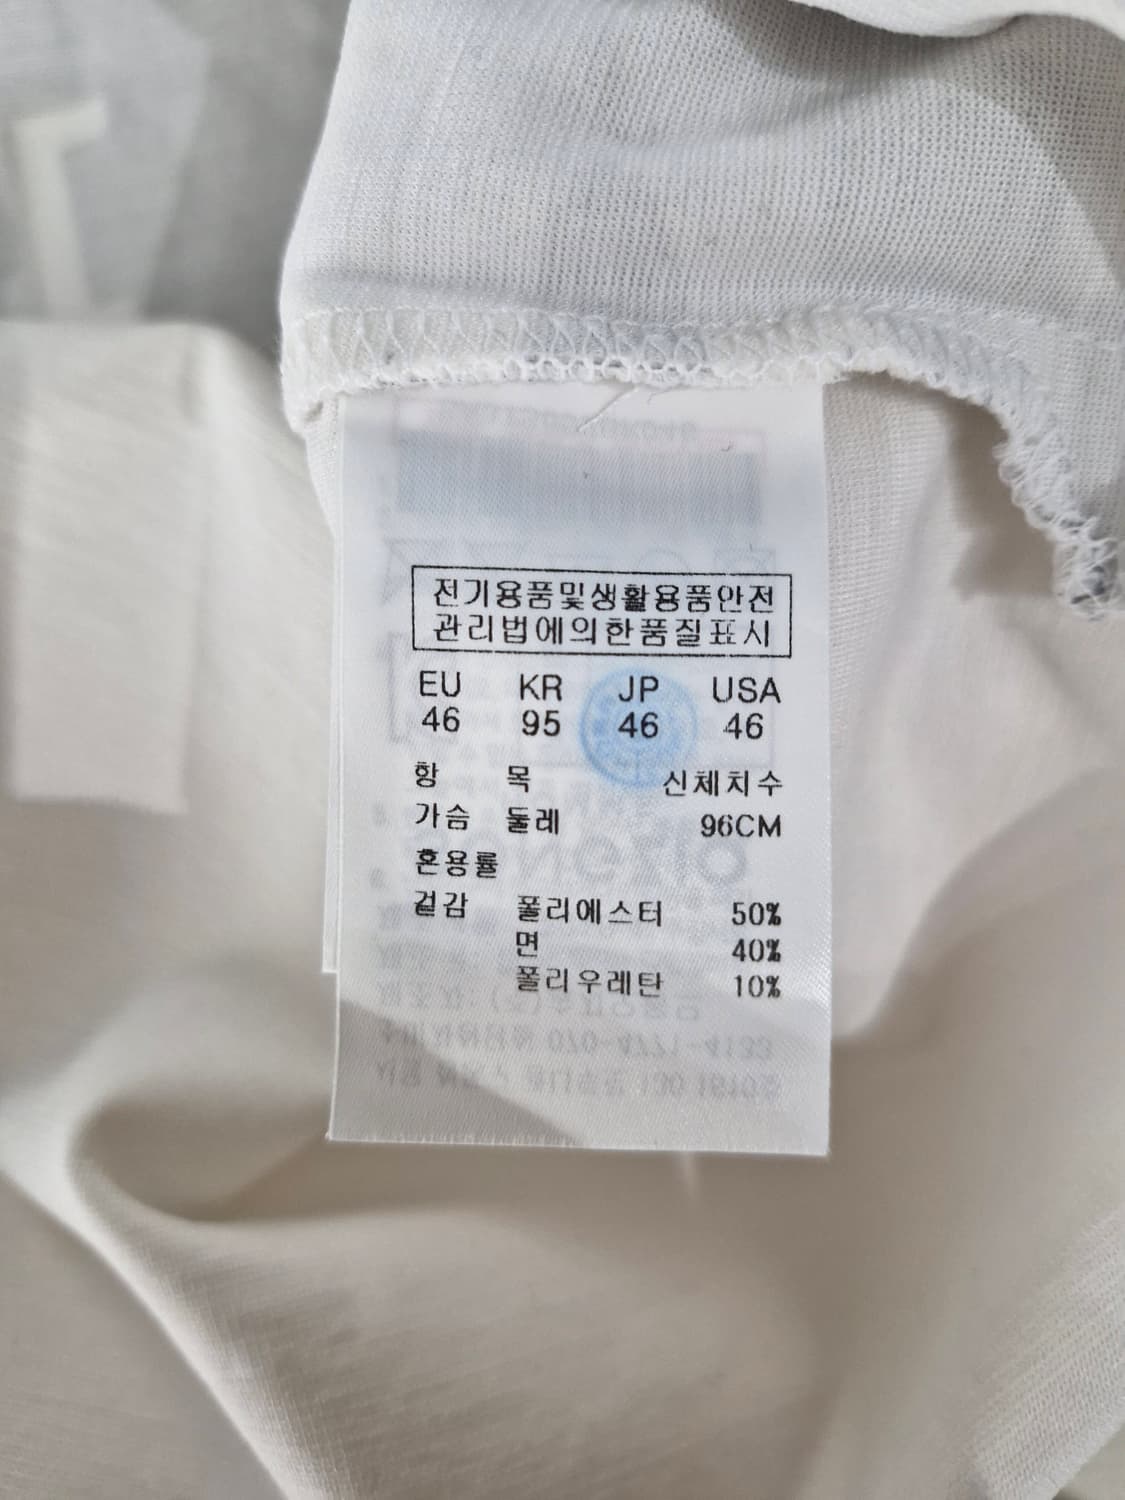 전기용품및생활용품안전
관리법에의한품질표시
EU KR JP USA
46 95 46 46
항 목 신체치수
가슴 둘레 96CM
혼용률
겉감 폴리에스터 50%
면 40%
폴리우레탄 10%
070-4771-4133